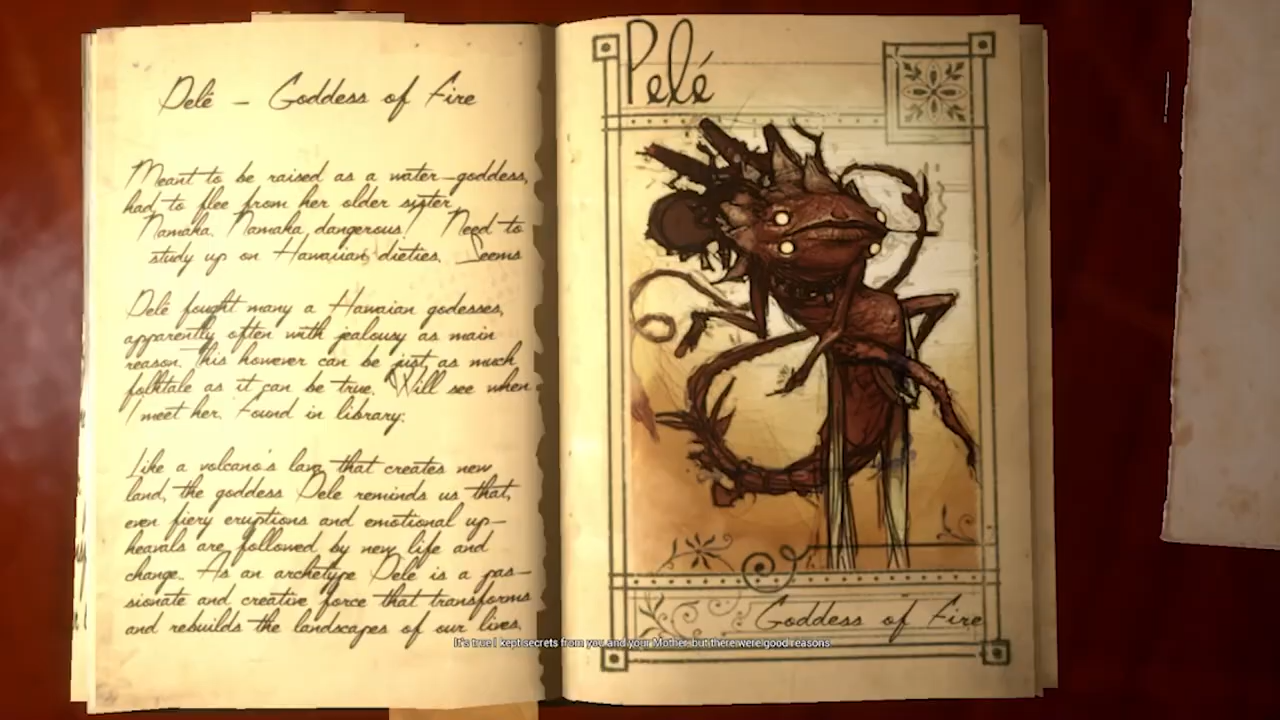 Pelé - Goddess of Fire
Meant to be raised as a water-goddess,
had to flee from her older sister
Namaka. Namaka dangerous! Need to
study up on Hawaiian dieties. Seems
Pelé fought many a Hawaian godesses,
apparently often with jealousy as main
reason. This however can be just as much
folktale as it can be true. Will see when
I meet her. Found in library.
Like a volcano's lava that creates new
land, the goddess Pele reminds us that,
even fiery eruptions and emotional up-
heavals are followed by new life and
change. As an archetype Pele is a pas-
sionate and creative force that transforms
and rebuilds the landscapes of our lives.
Pelé
Goddess of Fire
It's true I kept secrets from you and your Mother, but there were good reasons.